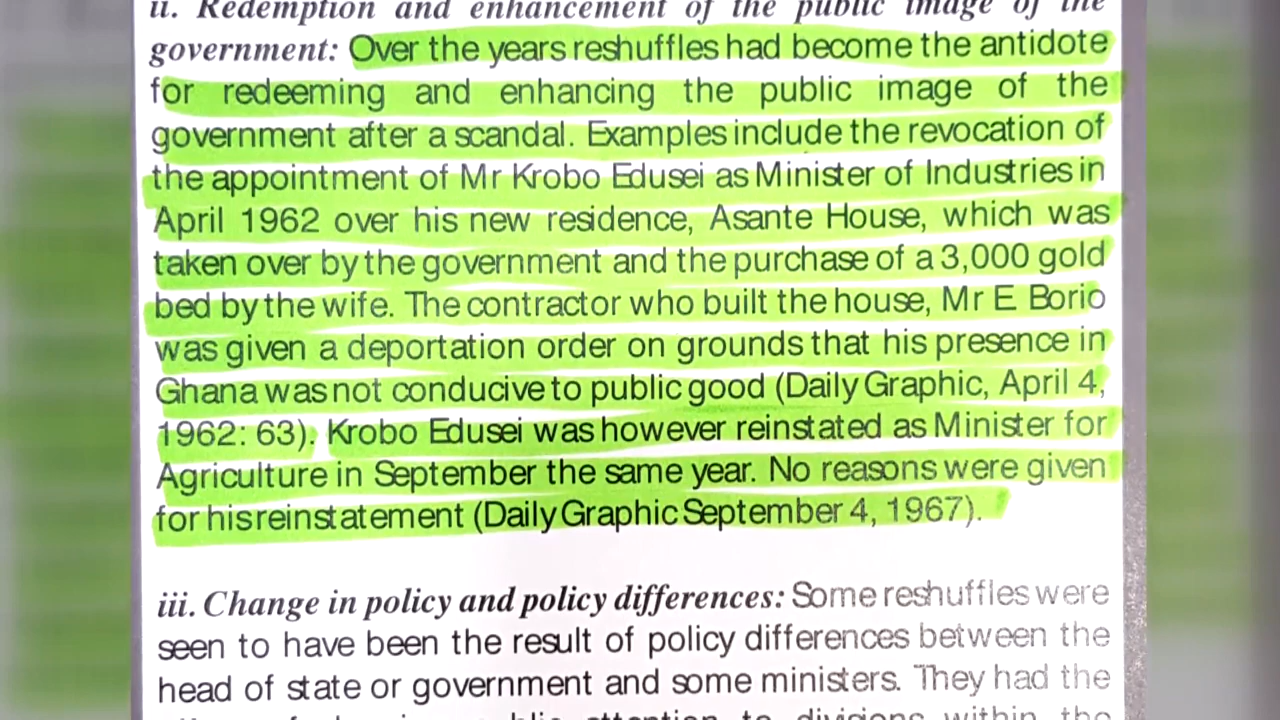 ii. Redemption and enhancement of the public image of the
government: Over the years reshuffles had become the antidote
for redeeming and enhancing the public image of the
government after a scandal. Examples include the revocation of
the appointment of Mr Krobo Edusei as Minister of Industries in
April 1962 over his new residence, Asante House, which was
taken over by the government and the purchase of a 3,000 gold
bed by the wife. The contractor who built the house, Mr E Borio
was given a deportation order on grounds that his presence in
Ghana was not conducive to public good (Daily Graphic, April 4,
1962: 63). Krobo Edusei was however reinstated as Minister for
Agriculture in September the same year. No reasons were given
for his reinstatement (Daily Graphic September 4, 1967).
iii. Change in policy and policy differences: Some reshuffles were
seen to have been the result of policy differences between the
head of state or government and some ministers. They had the
public attention to divisions within the